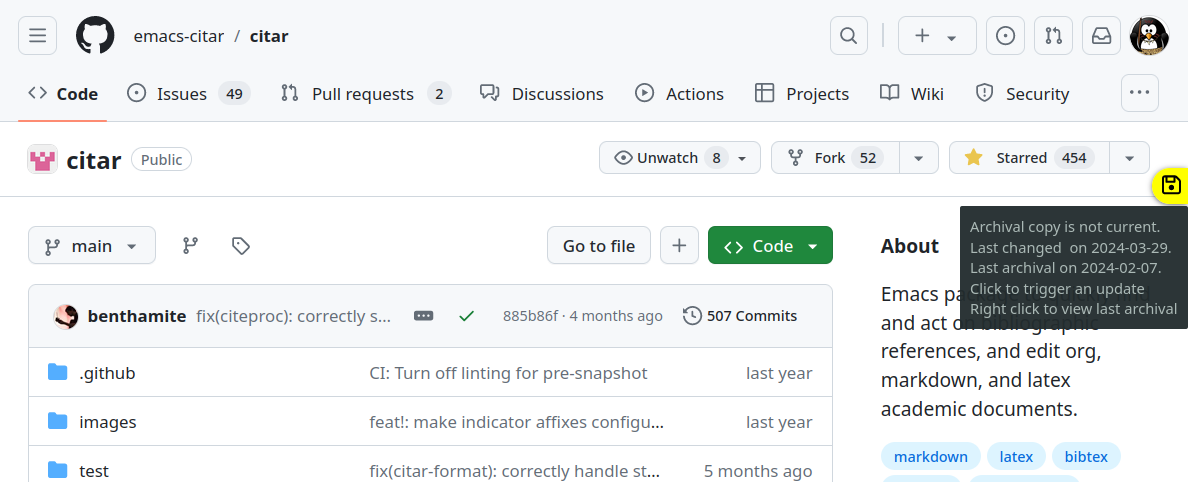 emacs-citar / citar
Code Issues 49 Pull requests 2 Discussions Actions Projects Wiki Security
citar Public Unwatch 8 Fork 52 Starred 454
main Go to file Code
benthamite fix(citeproc): correctly s... 885b86f · 4 months ago 507 Commits
.github CI: Turn off linting for pre-snapshot last year
images feat!: make indicator affixes configu... last year
test fix(citar-format): correctly handle st... 5 months ago
About
Archival copy is not current.
Last changed on 2024-03-29.
Last archival on 2024-02-07.
Click to trigger an update
Right click to view last archival
Emacs package to quickly find
and act on bibliographic
references, and edit org,
markdown, and latex
academic documents.
markdown latex bibtex